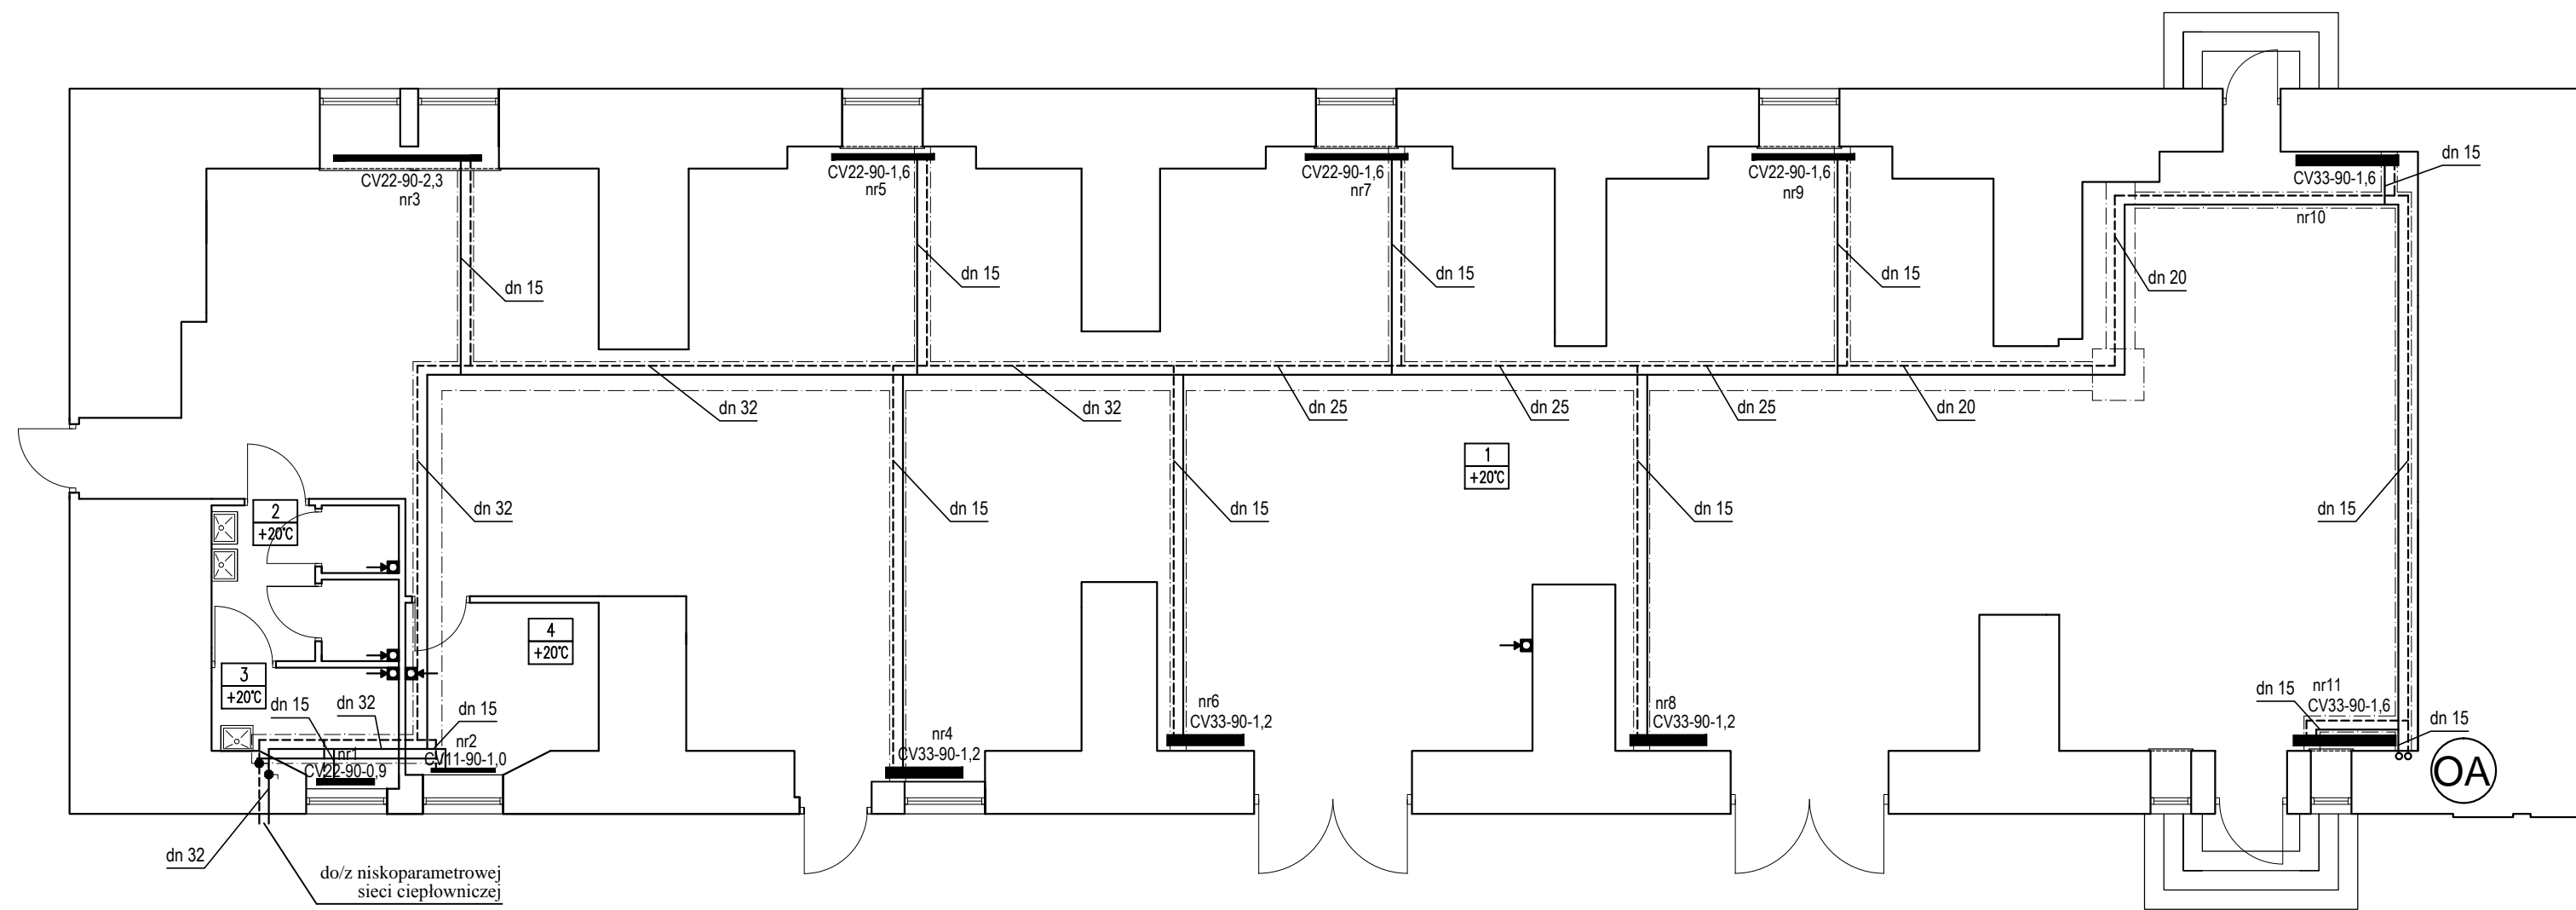 CV22-90-2,3
nr3
CV22-90-1,6
nr5
CV22-90-1,6
nr7
CV22-90-1,6
nr9
CV33-90-1,6
nr10
dn 15
dn 15
dn 15
dn 15
dn 15
dn 20
dn 32
dn 32
dn 25
dn 25
dn 25
dn 20
1
+20°C
dn 32
dn 15
dn 15
dn 15
dn 15
2
+20°C
4
+20°C
3
+20°C
dn 15
dn 32
dn 15
nr1
CV22-90-0,9
nr2
CV11-90-1,0
nr4
CV33-90-1,2
nr6
CV33-90-1,2
nr8
CV33-90-1,2
dn 15
nr11
CV33-90-1,6
dn 15
OA
dn 32
do/z niskoparametrowej
sieci ciepłowniczej